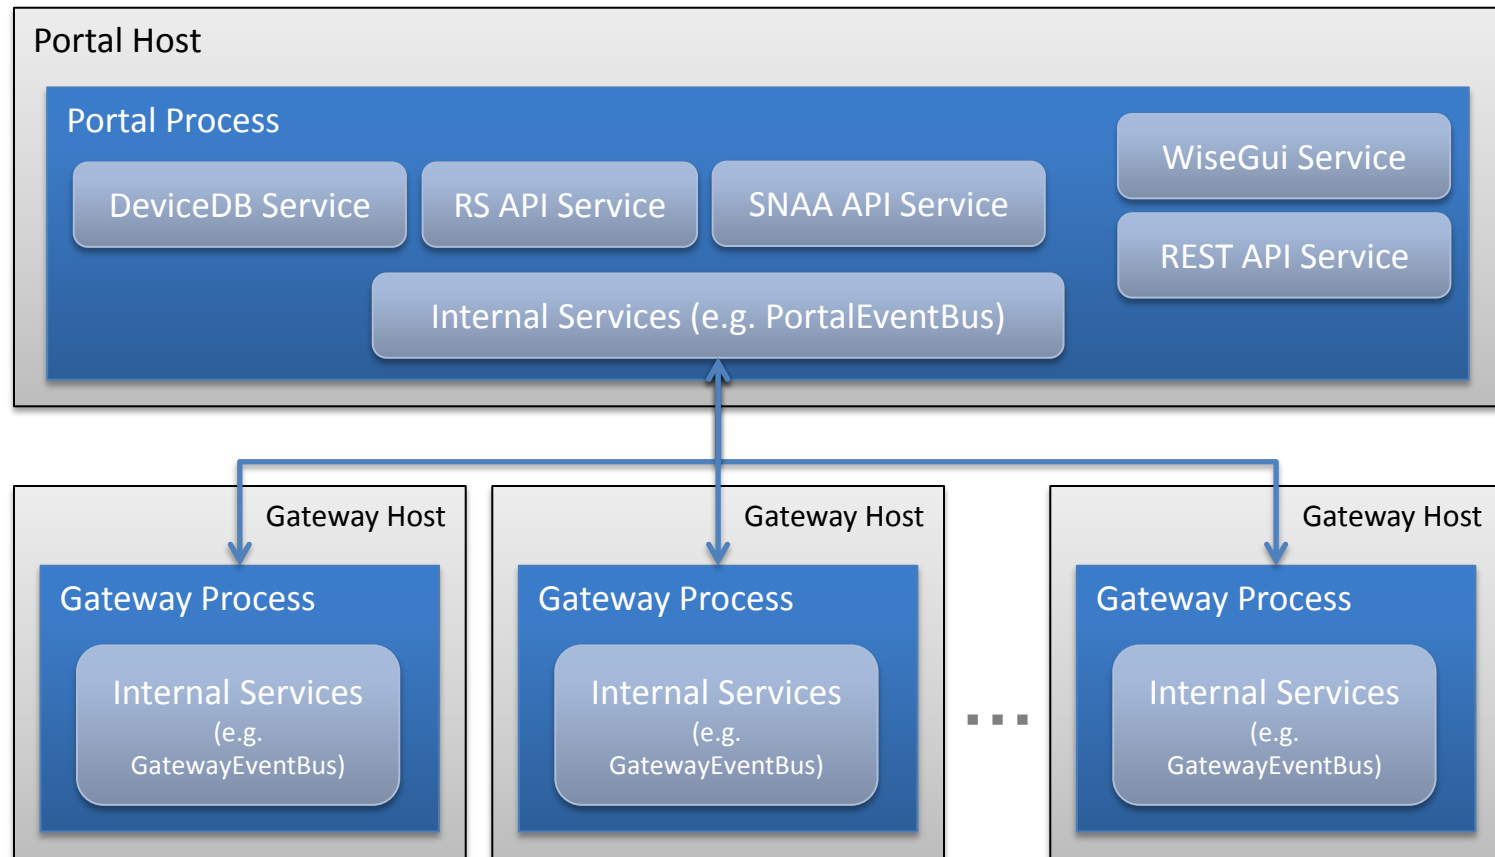 Portal Host
Portal Process
DeviceDB Service
RS API Service
SNAA API Service
WiseGui Service
REST API Service
Internal Services (e.g. PortalEventBus)
Gateway Host
Gateway Process
Internal Services
(e.g.
GatewayEventBus)
Gateway Host
Gateway Process
Internal Services
(e.g.
GatewayEventBus)
...
Gateway Host
Gateway Process
Internal Services
(e.g.
GatewayEventBus)